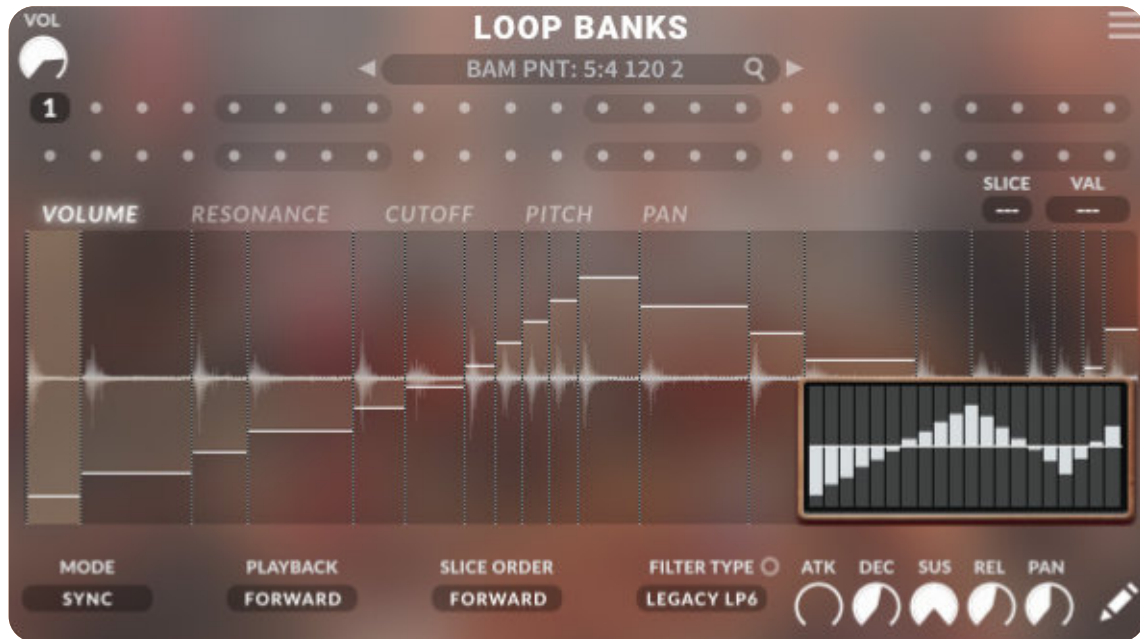 VOL
LOOP BANKS
BAM PNT: 5:4 120 2
1
SLICE VAL
VOLUME RESONANCE CUTOFF PITCH PAN
--- ---
MODE PLAYBACK SLICE ORDER FILTER TYPE ATK DEC SUS REL PAN
SYNC FORWARD FORWARD LEGACY LP6